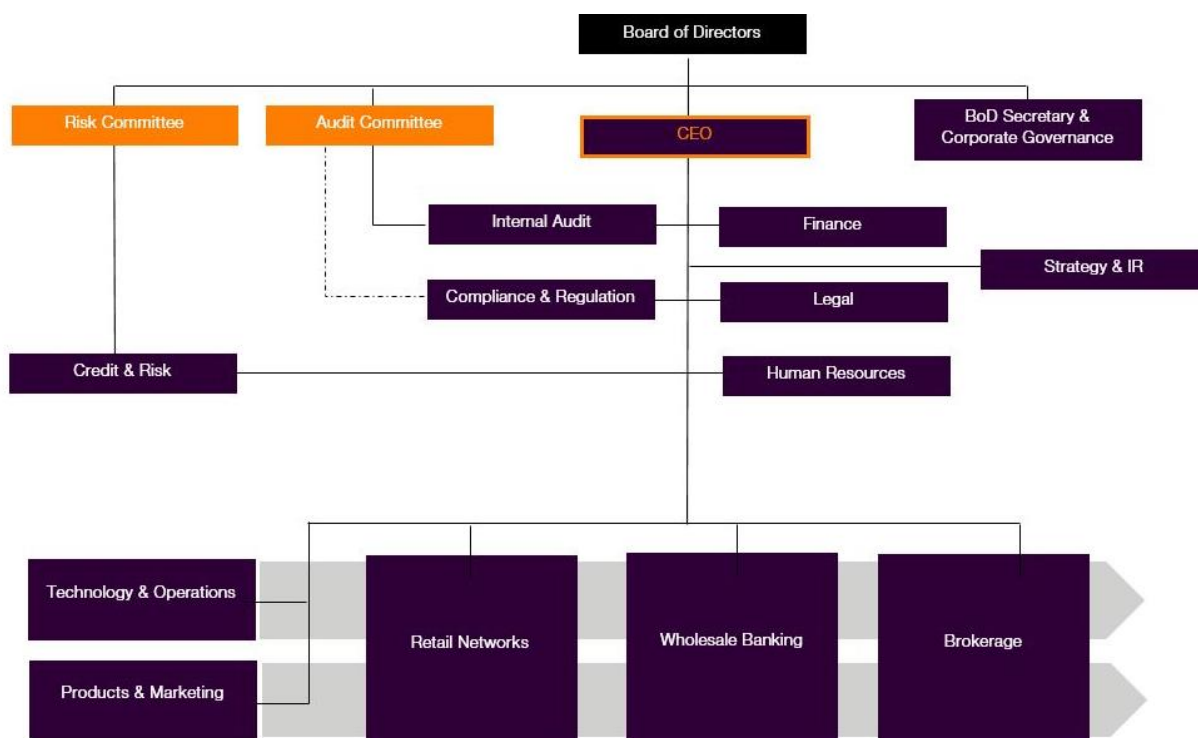 Board of Directors
Risk Committee
Audit Committee
CEO
BoD Secretary &
Corporate Governance
Internal Audit
Finance
Strategy & IR
Compliance & Regulation
Legal
Credit & Risk
Human Resources
Technology & Operations
Retail Networks
Wholesale Banking
Brokerage
Products & Marketing